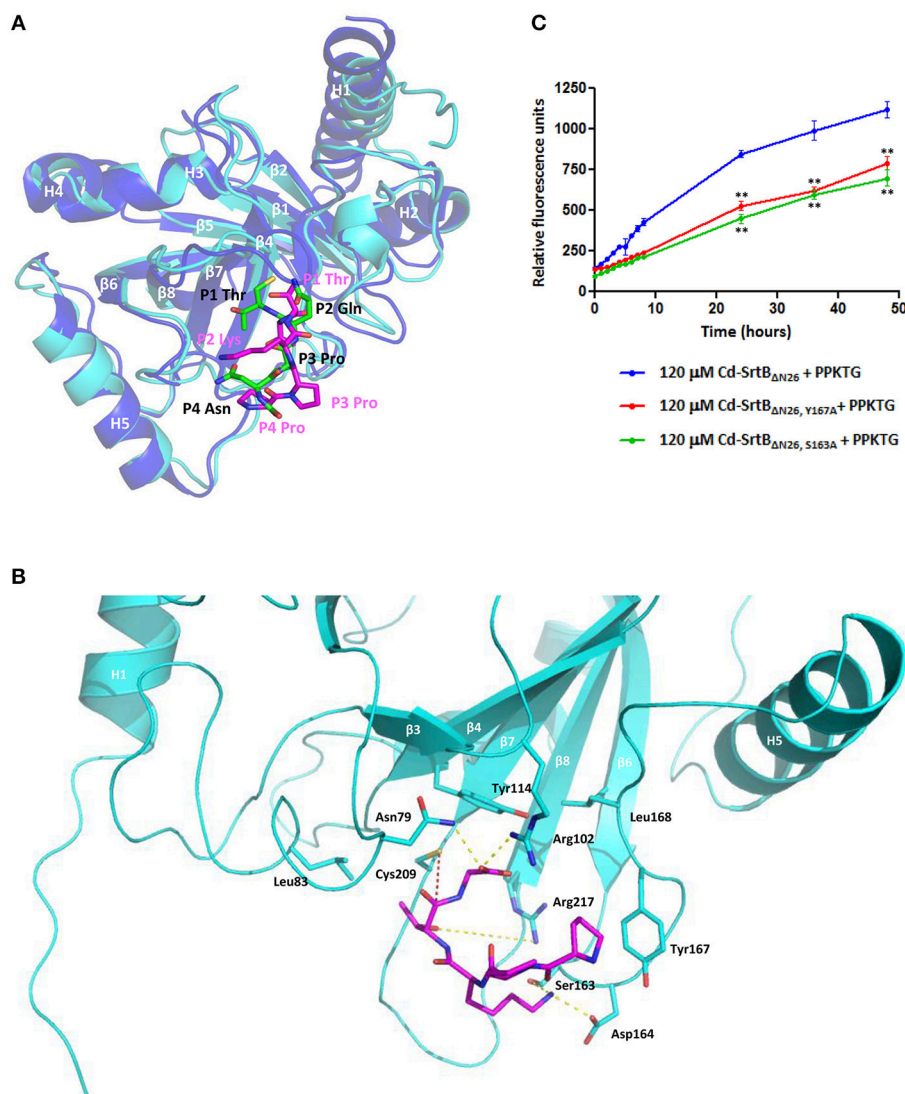 A
H1
β2
H3
H4
β1
H2
β5
β4
β6
β7
β8
P1 Thr
P1 Thr
P2 Gln
P2 Lys
P3 Pro
P4 Asn
P3 Pro
P4 Pro
H5
C
Relative fluorescence units
1250
1000
750
500
250
0
0
10
20
30
40
50
**
**
**
**
**
**
Time (hours)
120 μM Cd-SrtBΔN26 + PPKTG
120 μM Cd-SrtBΔN26, Y167A + PPKTG
120 μM Cd-SrtBΔN26, S163A + PPKTG
B
H1
β3
β4
β7
β8
β6
H5
Tyr114
Asn79
Leu168
Arg102
Leu83
Cys209
Arg217
Tyr167
Ser163
Asp164